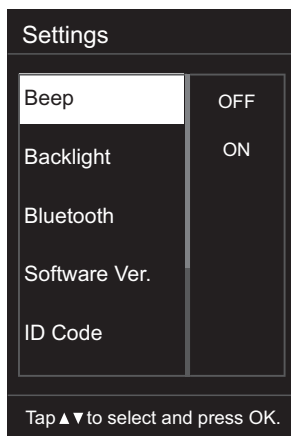 Settings
Beep
OFF
Backlight
ON
Bluetooth
Software Ver.
ID Code
Tap▲▼to select and press OK.